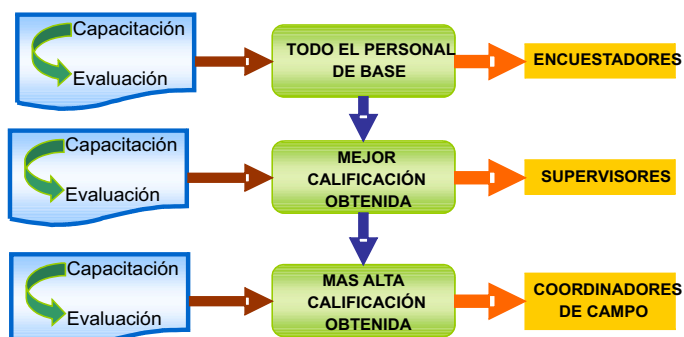 Capacitación
Evaluación
TODO EL PERSONAL
DE BASE
ENCUESTADORES
Capacitación
Evaluación
MEJOR
CALIFICACIÓN
OBTENIDA
SUPERVISORES
Capacitación
Evaluación
MAS ALTA
CALIFICACIÓN
OBTENIDA
COORDINADORES
DE CAMPO